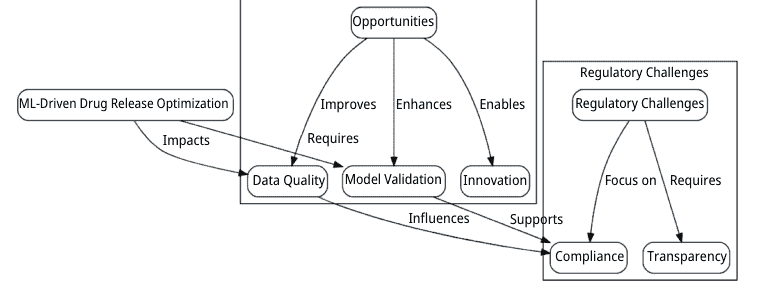 Opportunities
Regulatory Challenges
ML-Driven Drug Release Optimization
Improves
Enhances
Enables
Regulatory Challenges
Impacts
Requires
Data Quality
Model Validation
Innovation
Focus on
Requires
Influences
Supports
Compliance
Transparency